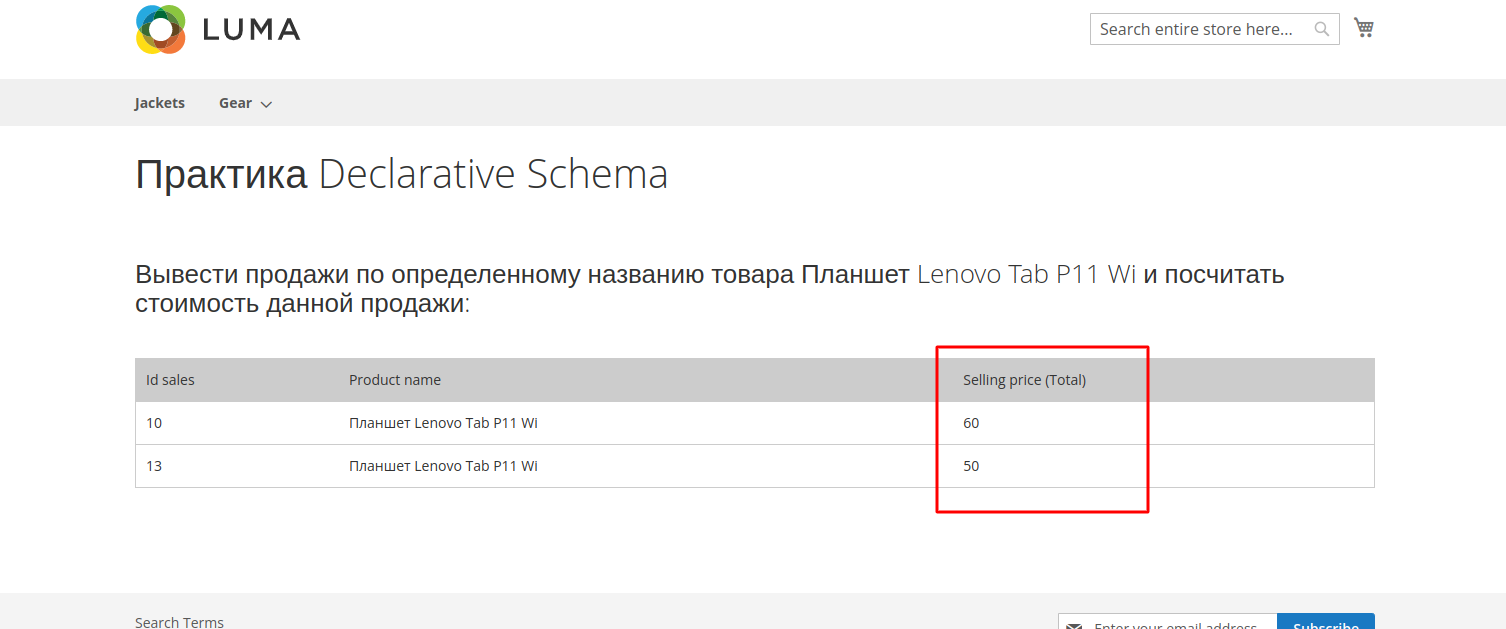 LUMA
Search entire store here...
Jackets
Gear
Практика Declarative Schema
Вывести продажи по определенному названию товара Планшет Lenovo Tab P11 Wi и посчитать
стоимость данной продажи:
Id sales Product name Selling price (Total)
10 Планшет Lenovo Tab P11 Wi 60
13 Планшет Lenovo Tab P11 Wi 50
Search Terms
Enter your email address
Subscribe